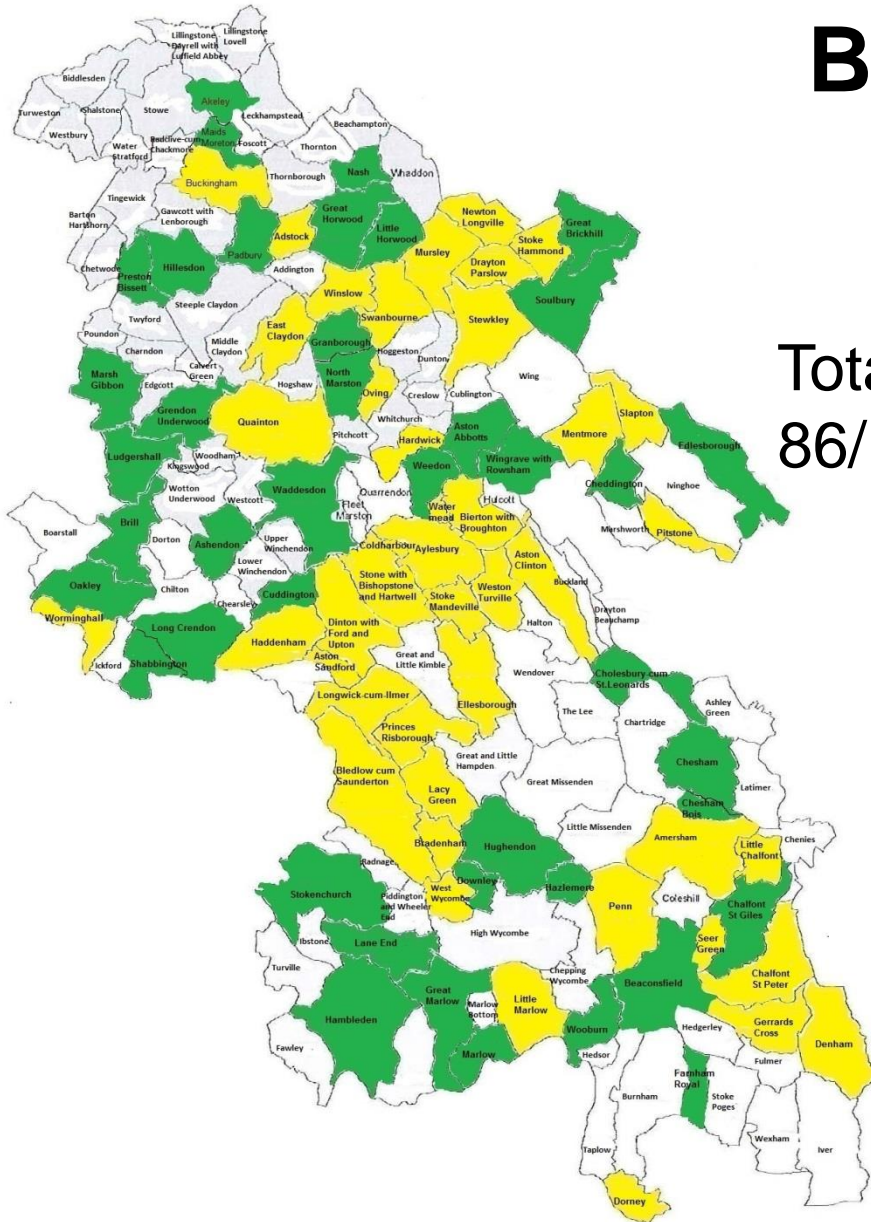 B
Tota
86/
Lillingstone
Dayrell with
Luffield Abbey
Lillingstone
Lovell
Biddlesden
Akeley
Turweston
Shalstone
Stowe
Leckhampstead
Westbury
Maids
Moreton
Beachampton
Water
Stratford
Radclive-cum
Chackmore
Foscott
Thornton
Buckingham
Thornborough
Nash
Whaddon
Tingewick
Great
Horwood
Newton
Longville
Barton
Hartshorn
Gawcott with
Lenborough
Adstock
Little
Horwood
Stoke
Hammond
Great
Brickhill
Padbury
Mursley
Drayton
Parslow
Chetwode
Preston
Bissett
Hillesdon
Addington
Winslow
Soulbury
Steeple Claydon
Swanbourne
Stewkley
Twyford
East
Claydon
Poundon
Middle
Claydon
Granborough
Charndon
Hoggeston
Dunton
Calvert
Green
Wing
Marsh
Gibbon
Edgcott
Hogshaw
North
Marston
Oving
Creslow
Cublington
Grendon
Underwood
Quainton
Whitchurch
Slapton
Pitchcott
Hardwick
Aston
Abbotts
Mentmore
Edlesborough
Ludgershall
Woodham
Kingswood
Weedon
Wingrave with
Rowsham
Wotton
Underwood
Westcott
Waddesdon
Quarrendon
Hulcott
Cheddington
Ivinghoe
Fleet
Marston
Water
mead
Bierton with
Broughton
Marshworth
Pitstone
Boarstall
Brill
Dorton
Ashendon
Upper
Winchendon
Coldharbour
Aylesbury
Aston
Clinton
Lower
Winchendon
Stone with
Bishopstone
and Hartwell
Buckland
Oakley
Chilton
Cuddington
Stoke
Mandeville
Weston
Turville
Chearsley
Drayton
Beauchamp
Worminghall
Long Crendon
Haddenham
Dinton with
Ford and
Upton
Halton
Ickford
Shabbington
Aston
Sandford
Great and
Little Kimble
Wendover
Cholesbury-cum
St.Leonards
Longwick-cum-Ilmer
Ellesborough
Ashley
Green
The Lee
Chartridge
Princes
Risborough
Chesham
Great and Little
Hampden
Bledlow cum
Saunderton
Great Missenden
Latimer
Lacy
Green
Chesham
Bois
Little Missenden
Amersham
Chenies
Bradenham
Hughendon
Little
Chalfont
Radnage
Stokenchurch
Downley
Hazlemere
Piddington
and Wheeler
End
West
Wycombe
Coleshill
Chalfont
St Giles
Penn
Ibstone
High Wycombe
Seer
Green
Lane End
Turville
Chepping
Wycombe
Chalfont
St Peter
Great
Marlow
Beaconsfield
Hambleden
Marlow
Bottom
Little
Marlow
Wooburn
Gerrards
Cross
Hedgerley
Denham
Fawley
Marlow
Hedsor
Fulmer
Farnham
Royal
Burnham
Stoke
Poges
Wexham
Taplow
Iver
Dorney